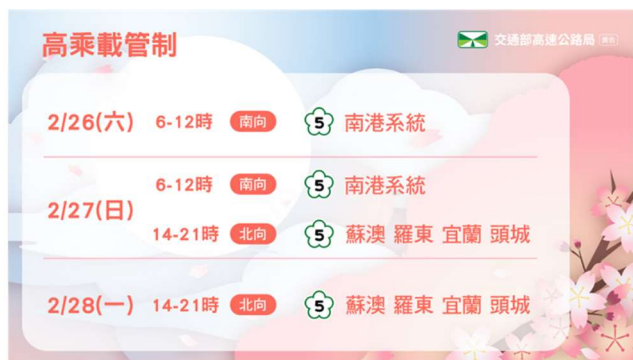 高乘載管制
交通部高速公路局 廣告
2/26(六) 6-12時 南向 5 南港系統
2/27(日)
6-12時 南向 5 南港系統
14-21時 北向 5 蘇澳 羅東 宜蘭 頭城
2/28(一) 14-21時 北向 5 蘇澳 羅東 宜蘭 頭城